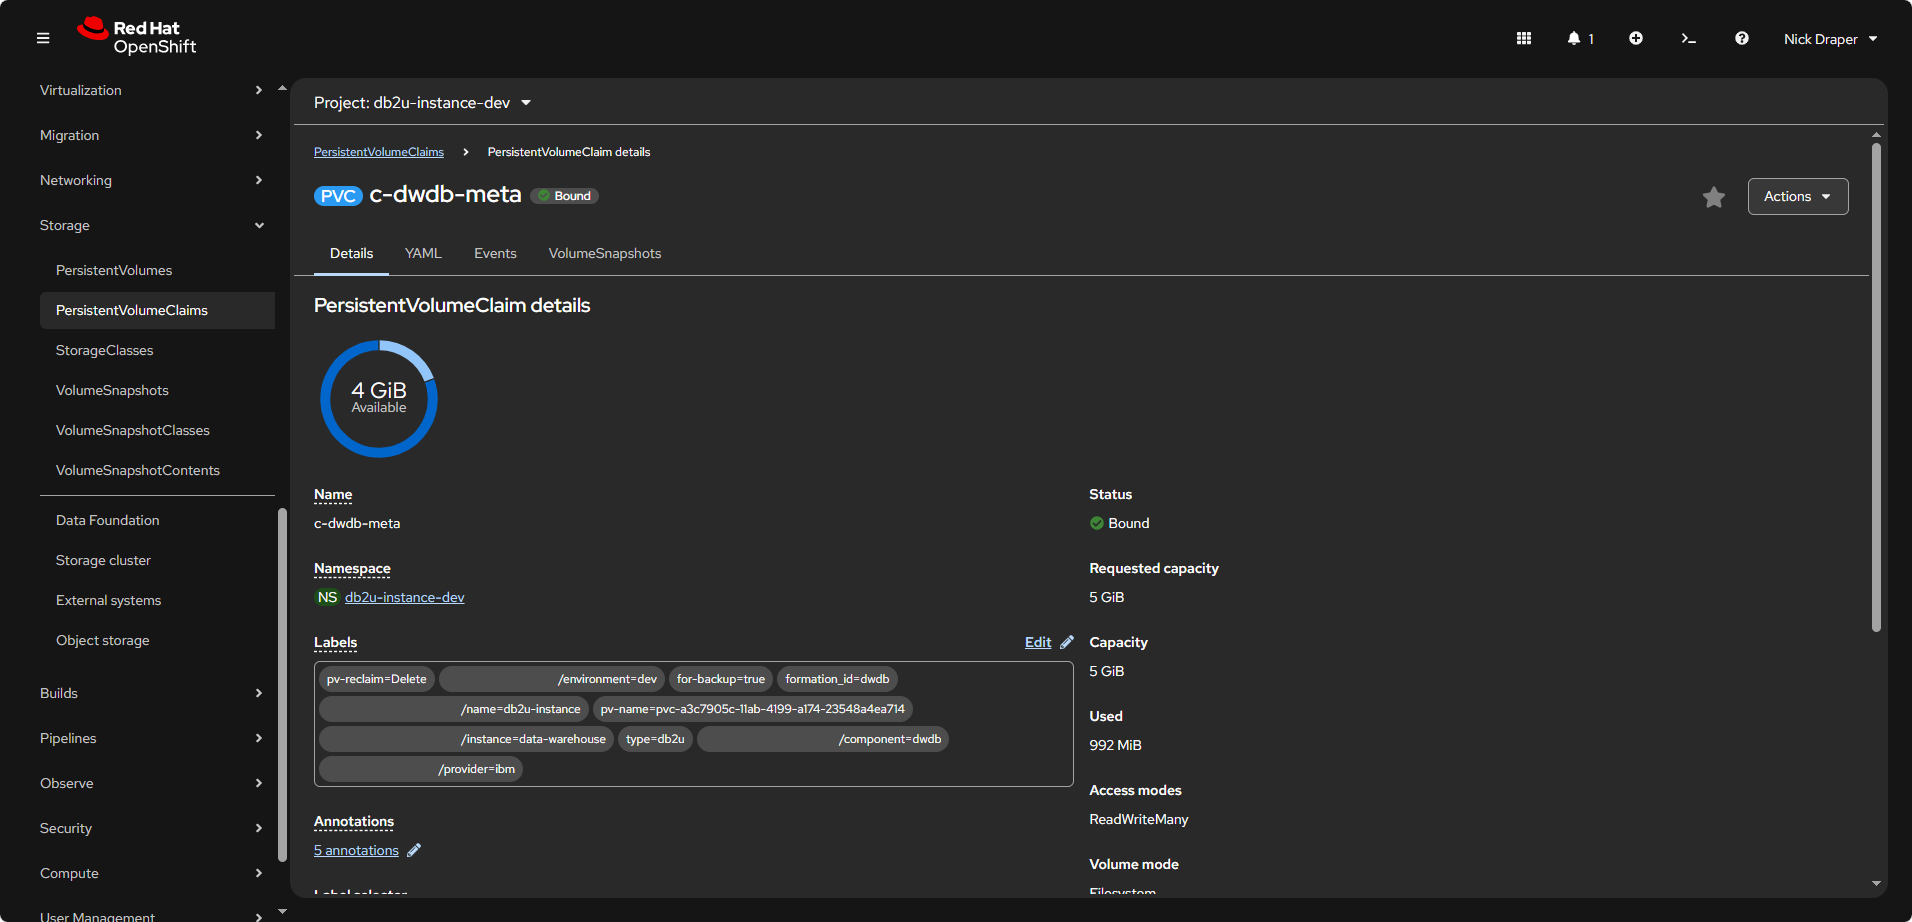 Red Hat
OpenShift
1
Nick Draper
Virtualization
Migration
Networking
Storage
PersistentVolumes
PersistentVolumeClaims
StorageClasses
VolumeSnapshots
VolumeSnapshotClasses
VolumeSnapshotContents
Data Foundation
Storage cluster
External systems
Object storage
Builds
Pipelines
Observe
Security
Compute
User Management
Project: db2u-instance-dev
PersistentVolumeClaims PersistentVolumeClaim details
PVC c-dwdb-meta Bound
Actions
Details YAML Events VolumeSnapshots
PersistentVolumeClaim details
4 GiB
Available
Name
c-dwdb-meta
Namespace
NS db2u-instance-dev
Labels Edit
pv-reclaim=Delete /environment=dev for-backup=true formation_id=dwdb
/name=db2u-instance pv-name=pvc-a3c7905c-11ab-4199-a174-23548a4ea714
/instance=data-warehouse type=db2u /component=dwdb
/provider=ibm
Annotations
5 annotations
Label selector
Status
Bound
Requested capacity
5 GiB
Capacity
5 GiB
Used
992 MiB
Access modes
ReadWriteMany
Volume mode
Filesystem